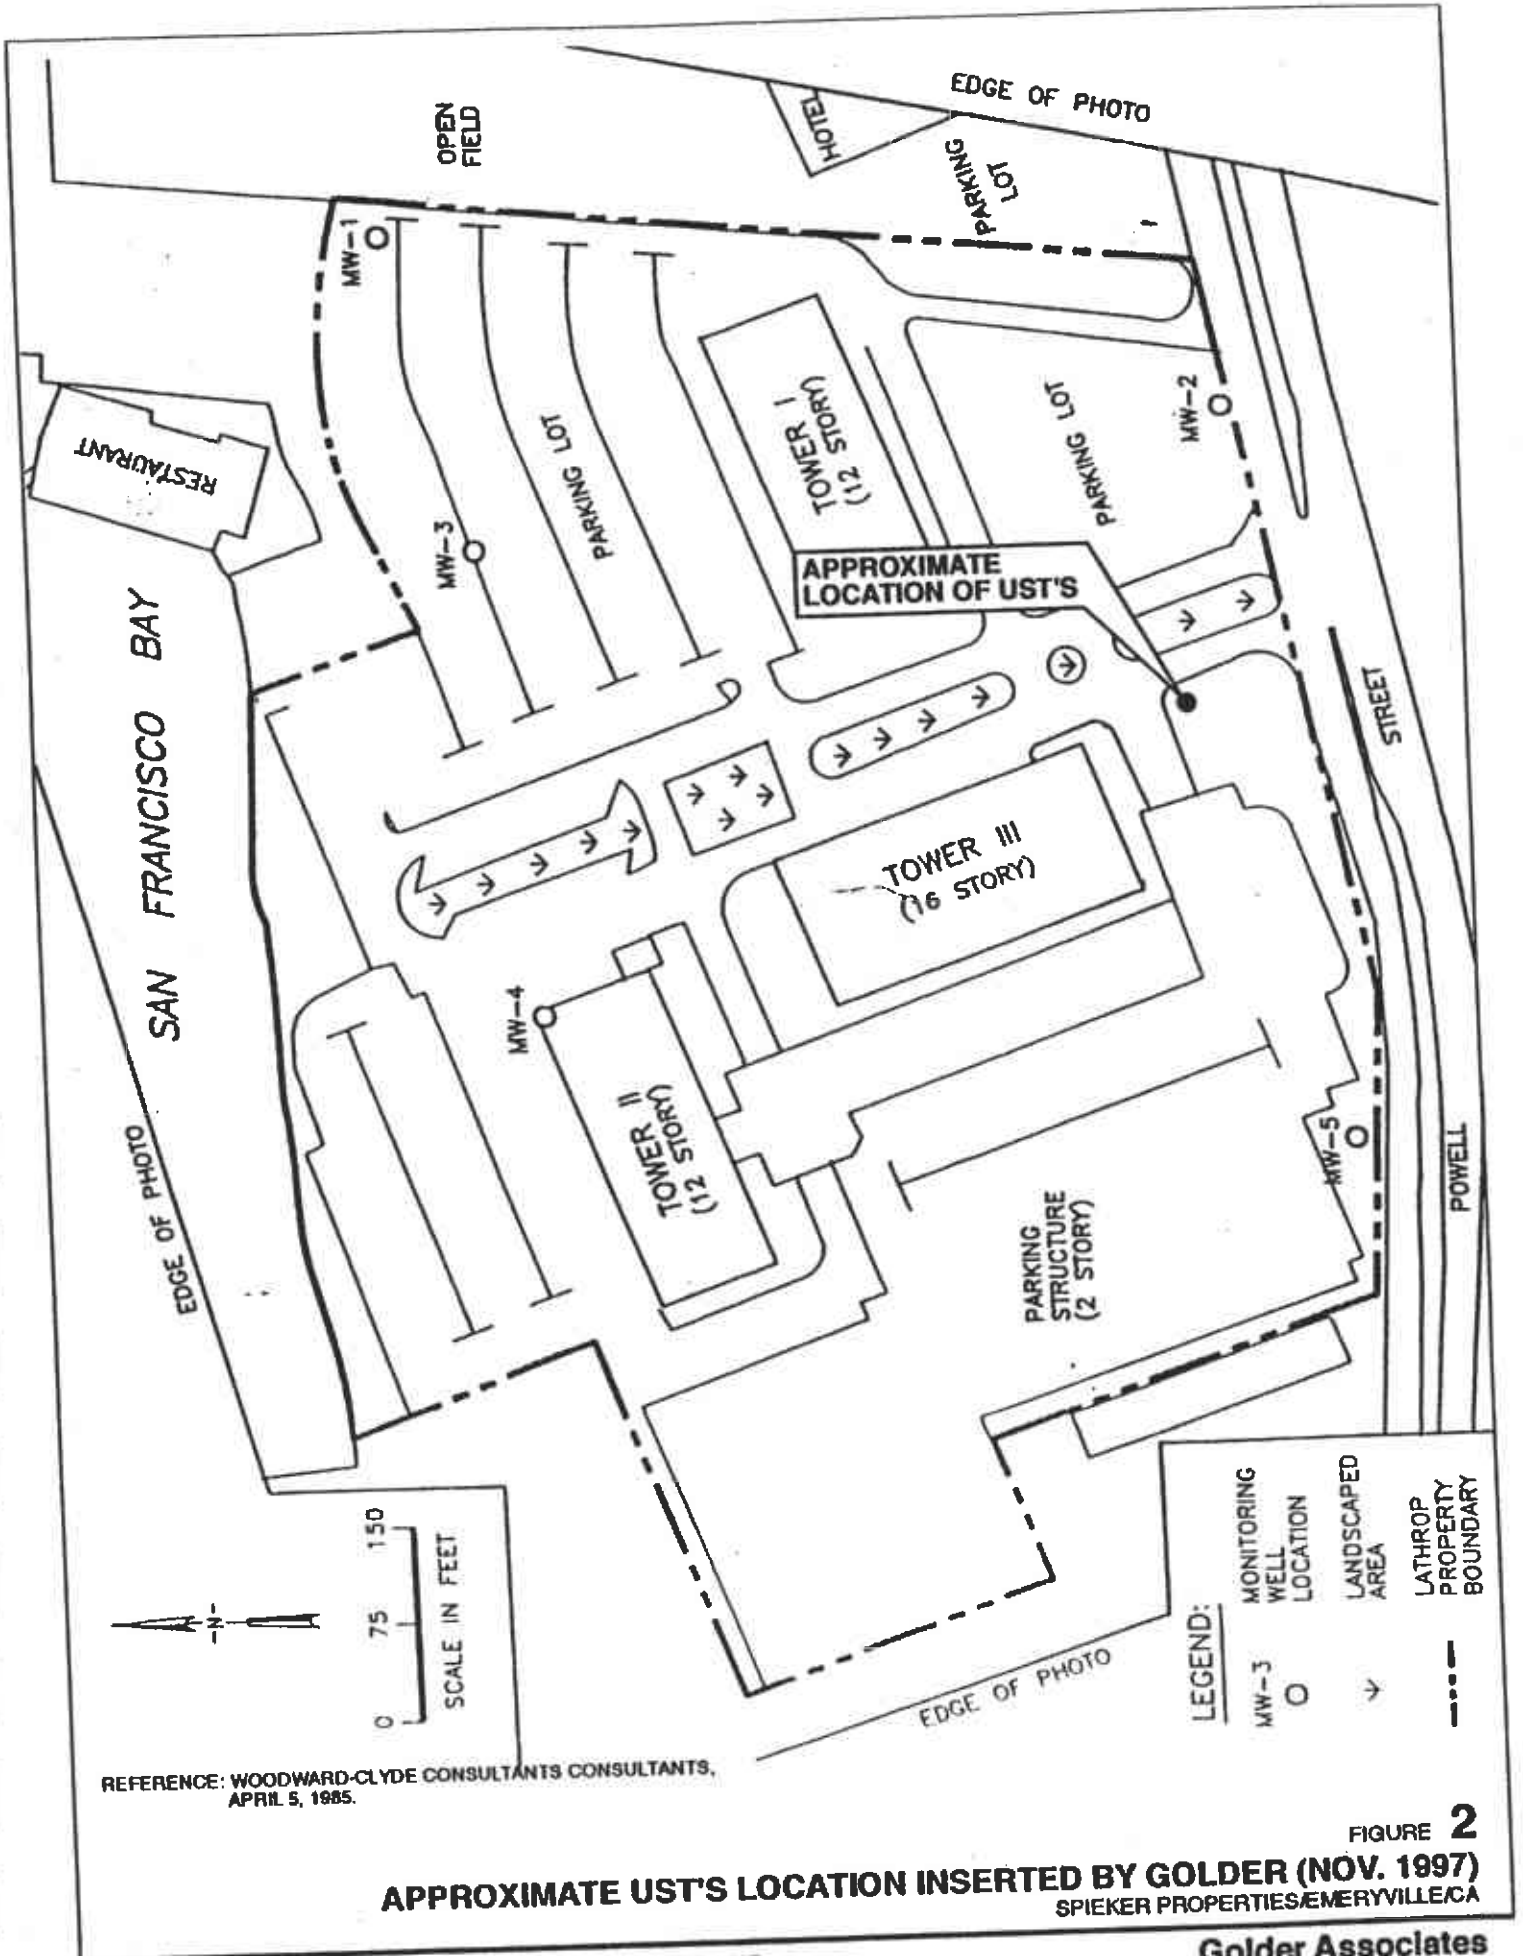 EDGE OF PHOTO
OPEN
FIELD
HOTEL
PARKING
LOT
MW-1
RESTAURANT
SAN FRANCISCO BAY
MW-3
PARKING LOT
TOWER I
(12 STORY)
PARKING LOT
MW-2
APPROXIMATE
LOCATION OF UST'S
STREET
TOWER III
(16 STORY)
MW-4
TOWER II
(12 STORY)
EDGE OF PHOTO
MW-5
POWELL
PARKING
STRUCTURE
(2 STORY)
-N-
0 75 150
SCALE IN FEET
EDGE OF PHOTO
LEGEND:
MW-3
MONITORING
WELL
LOCATION
LANDSCAPED
AREA
LATHROP
PROPERTY
BOUNDARY
REFERENCE: WOODWARD-CLYDE CONSULTANTS CONSULTANTS,
APRIL 5, 1985.
FIGURE 2
APPROXIMATE UST'S LOCATION INSERTED BY GOLDER (NOV. 1997)
SPIEKER PROPERTIES/EMERYVILLE/CA
Golder Associates